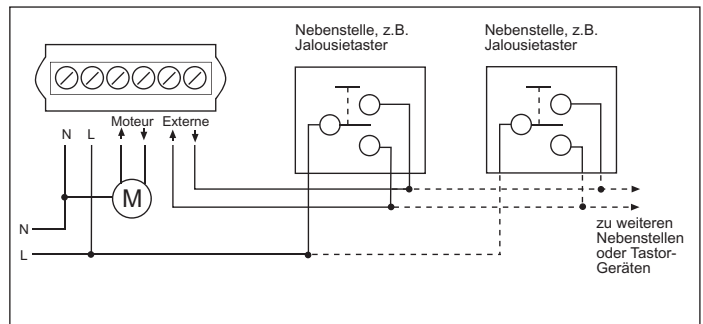 Nebenstelle, z.B.
Jalousietaster
Nebenstelle, z.B.
Jalousietaster
Moteur Externe
N L
M
N
L
zu weiteren
Nebenstellen
oder Tastor-
Geräten